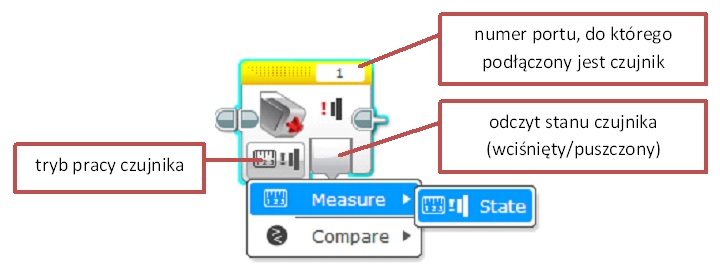 numer portu, do którego
podłączony jest czujnik
1
odczyt stanu czujnika
(wciśnięty/puszczony)
tryb pracy czujnika
Measure
State
Compare